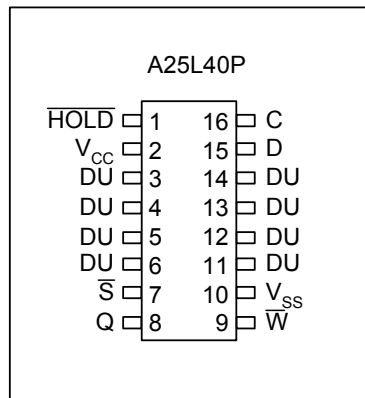 A25L40P
HOLD 1 16 C
VCC 2 15 D
DU 3 14 DU
DU 4 13 DU
DU 5 12 DU
DU 6 11 DU
S 7 10 VSS
Q 8 9 W